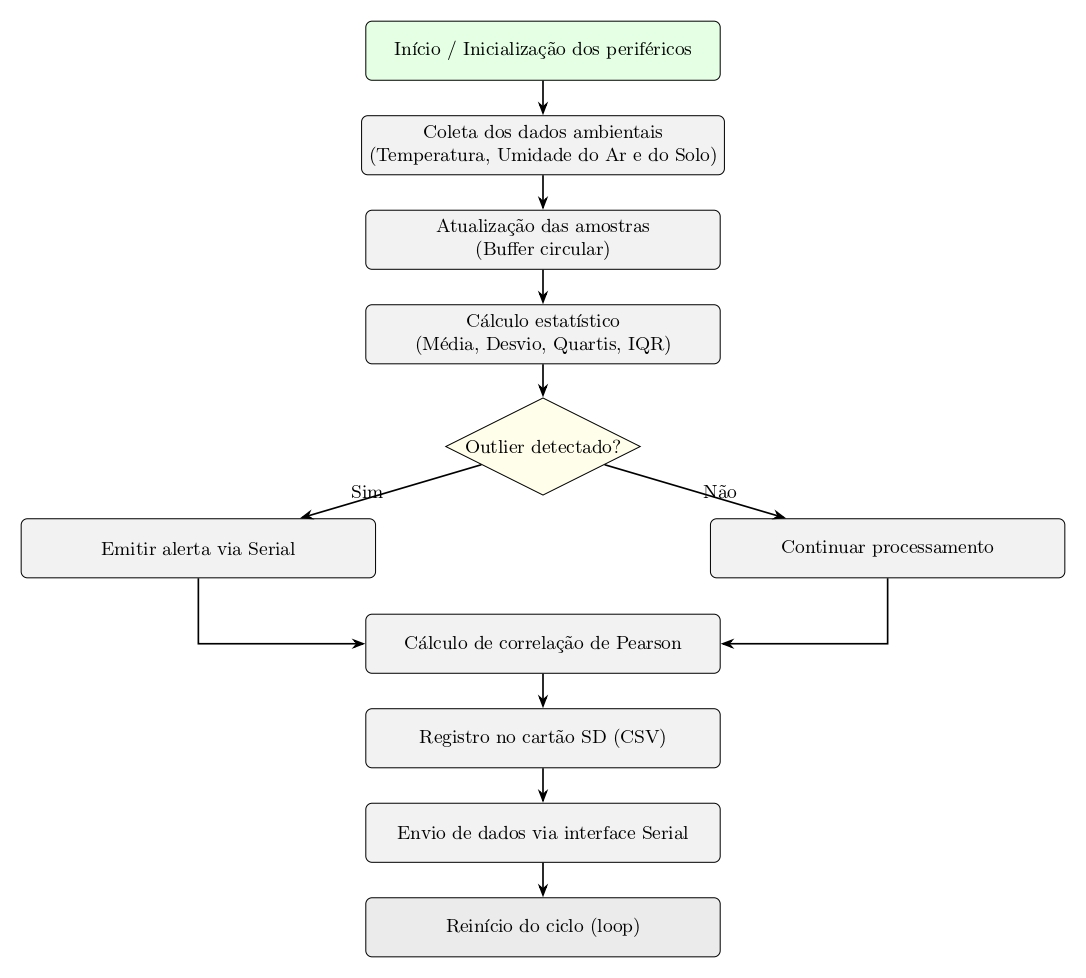 Início / Inicialização dos periféricos
Coleta dos dados ambientais
(Temperatura, Umidade do Ar e do Solo)
Atualização das amostras
(Buffer circular)
Cálculo estatístico
(Média, Desvio, Quartis, IQR)
Outlier detectado?
Sim
Não
Emitir alerta via Serial
Continuar processamento
Cálculo de correlação de Pearson
Registro no cartão SD (CSV)
Envio de dados via interface Serial
Reinício do ciclo (loop)